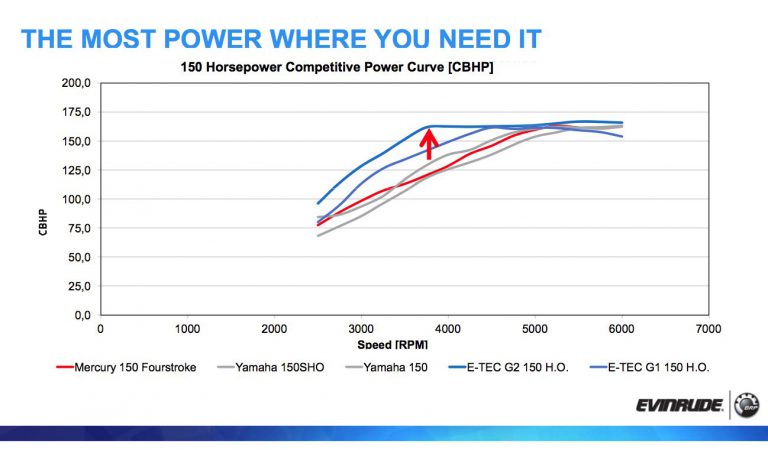 THE MOST POWER WHERE YOU NEED IT
150 Horsepower Competitive Power Curve [CBHP]
200,0
175,0
150,0
125,0
100,0
75,0
50,0
25,0
0,0
CBHP
0 1000 2000 3000 4000 5000 6000 7000
Speed [RPM]
Mercury 150 Fourstroke Yamaha 150SHO Yamaha 150 E-TEC G2 150 H.O. E-TEC G1 150 H.O.
EVINRUDE. BRP